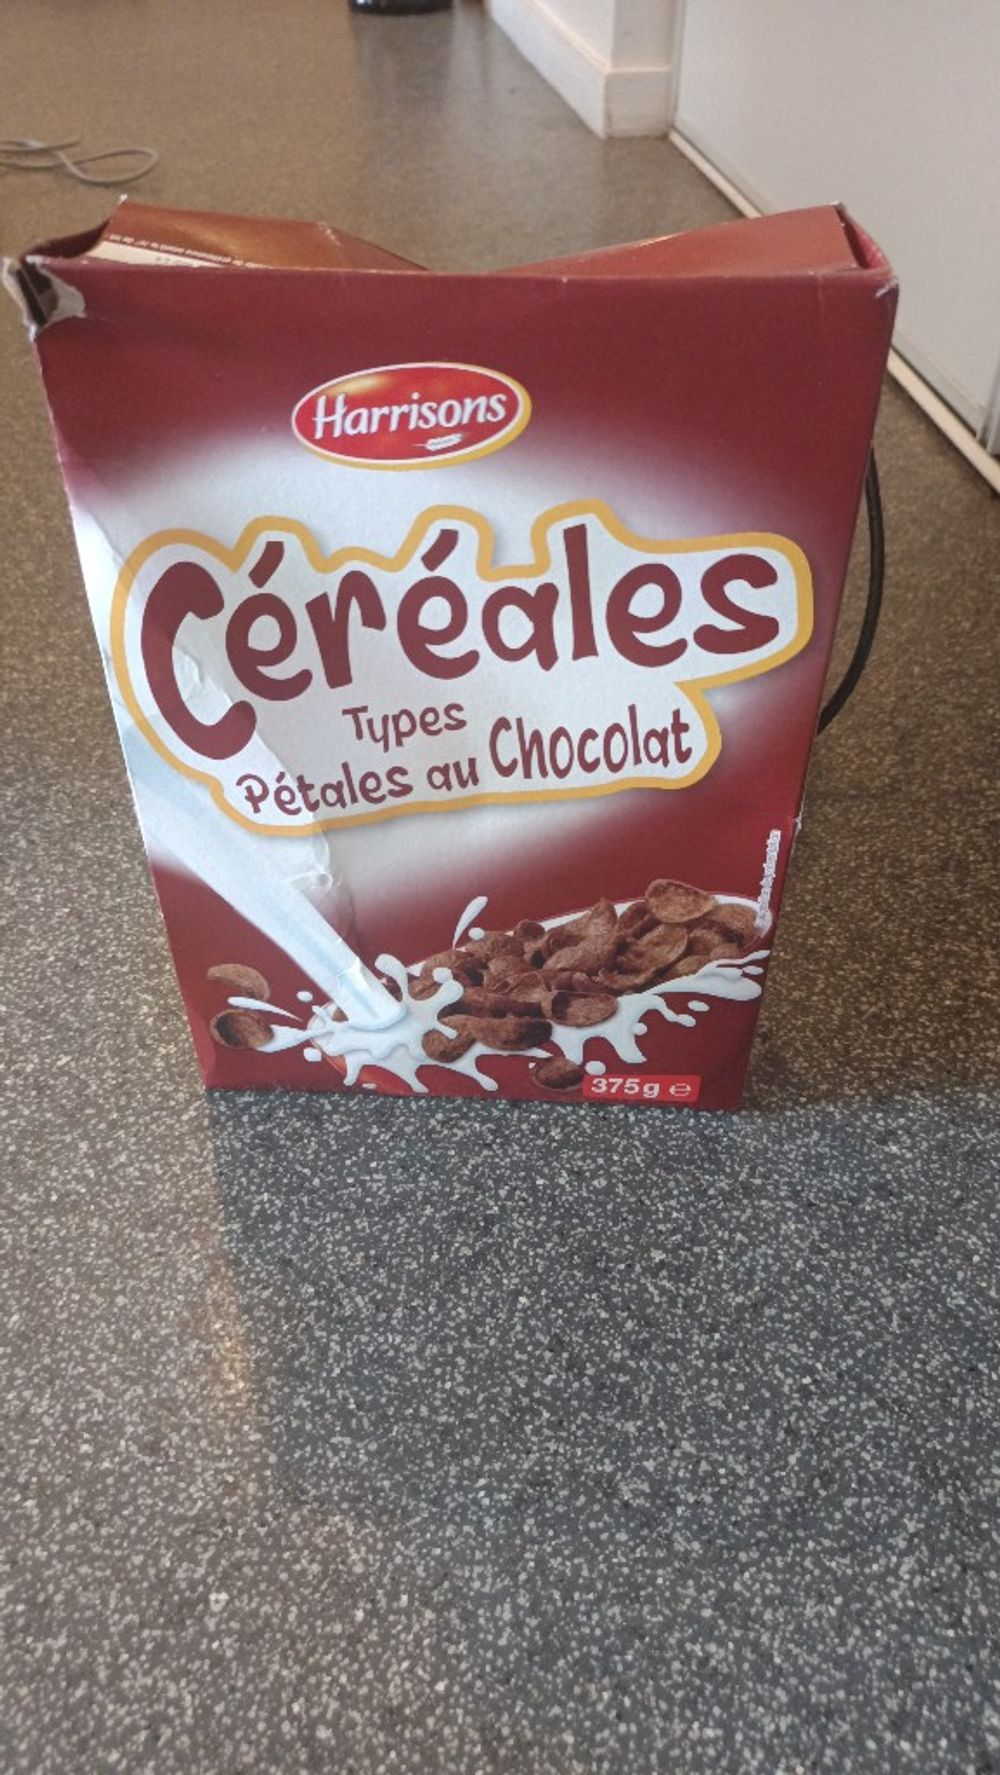 Harrisons
Céréales
Types
Pétales au Chocolat
375g e